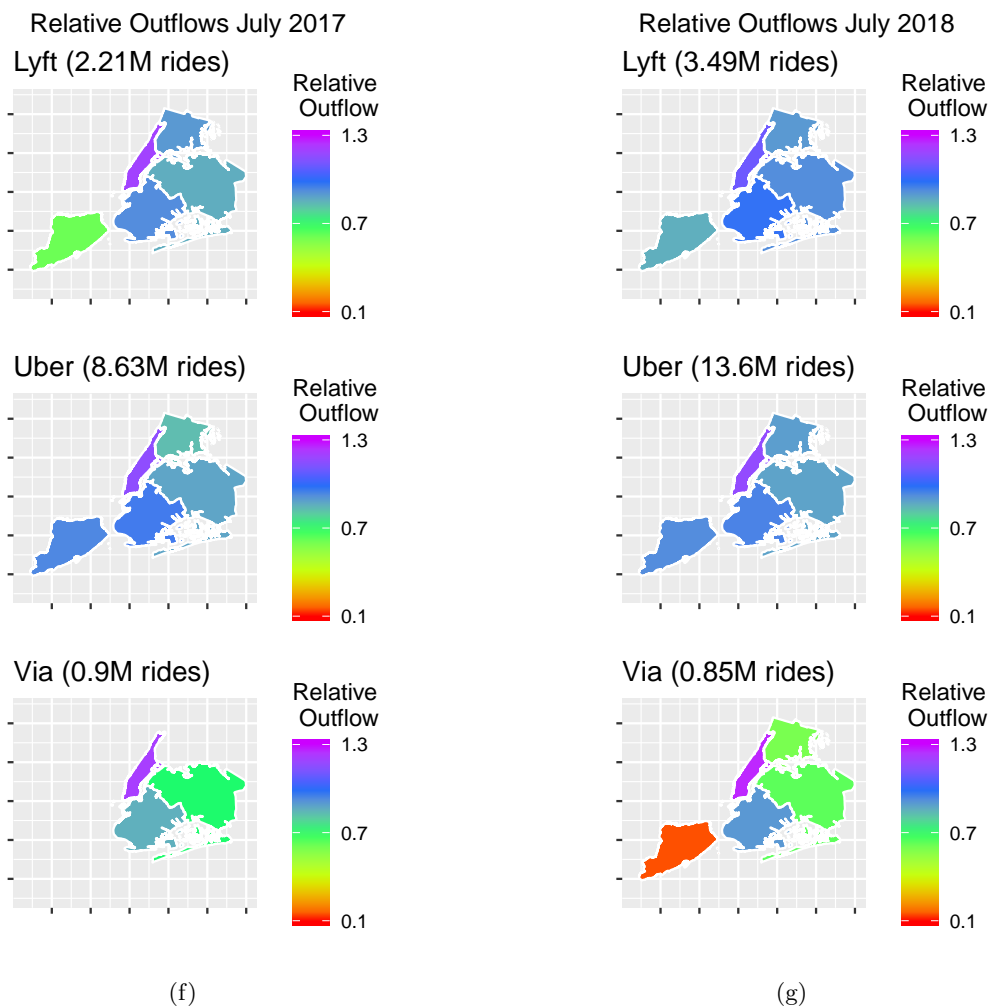 Relative Outflows July 2017
Lyft (2.21M rides)
Relative
Outflow
1.3
0.7
0.1
Uber (8.63M rides)
Relative
Outflow
1.3
0.7
0.1
Via (0.9M rides)
Relative
Outflow
1.3
0.7
0.1
(f)
Relative Outflows July 2018
Lyft (3.49M rides)
Relative
Outflow
1.3
0.7
0.1
Uber (13.6M rides)
Relative
Outflow
1.3
0.7
0.1
Via (0.85M rides)
Relative
Outflow
1.3
0.7
0.1
(g)